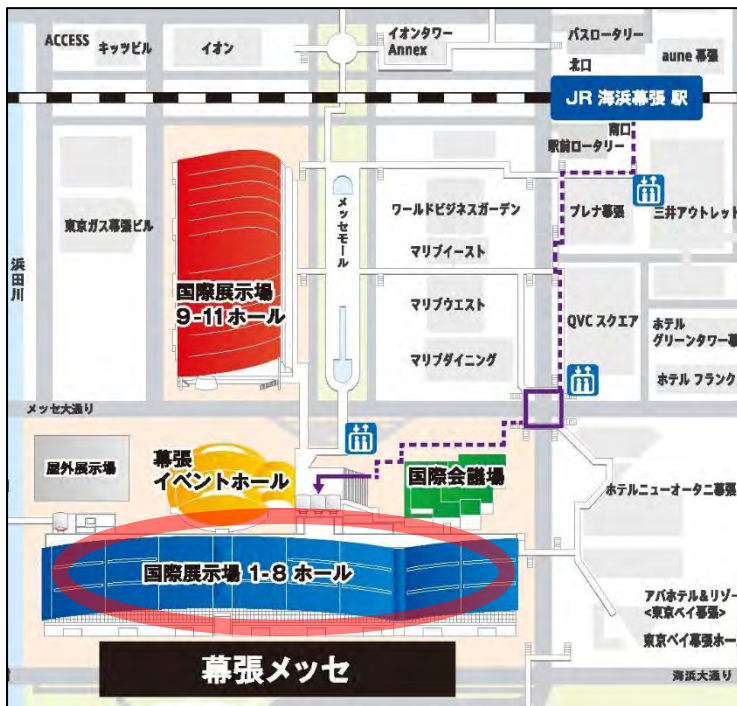 ACCESS
キッツビル
イオン
イオンタワー
Annex
バスロータリー
北口
aune 幕張
JR 海浜幕張 駅
南口
駅前ロータリー
東京ガス幕張ビル
メッセモール
ワールドビジネスガーデン
プレナ幕張
三井アウトレット
マリブイースト
浜田川
国際展示場
9-11 ホール
マリブウエスト
QVC スクエア
ホテル
グリーンタワー幕
マリブダイニング
ホテル フランク
メッセ大通り
屋外展示場
幕張
イベントホール
国際会議場
ホテルニューオータニ幕張
国際展示場 1-8 ホール
アパホテル&リゾー
<東京ベイ幕張>
東京ベイ幕張ホー
幕張メッセ
海浜大通り